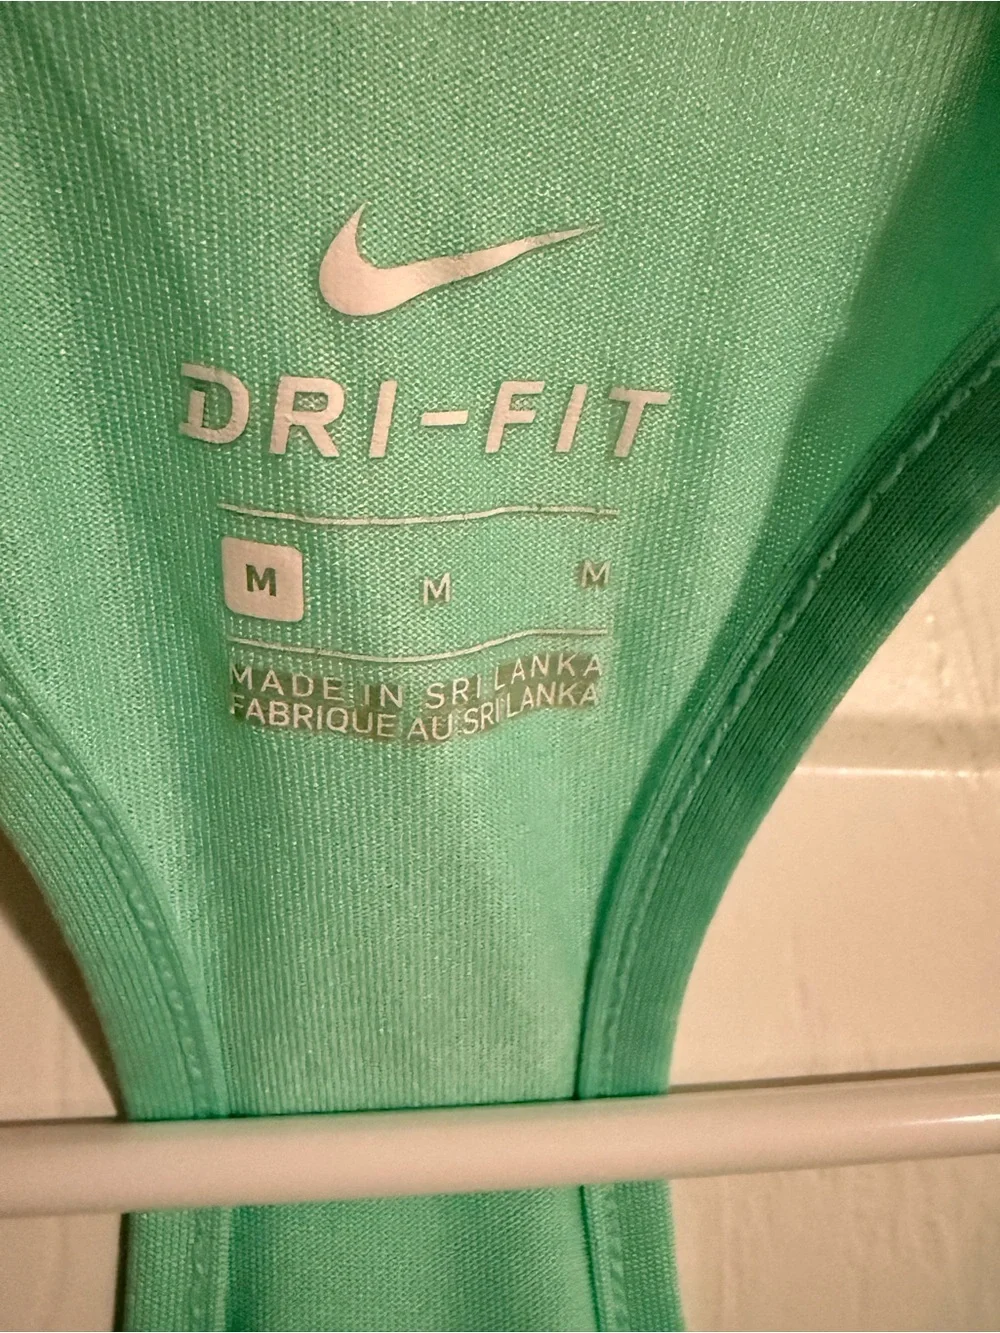 DRI-FIT
M M M
MADE IN SRI LANKA
FABRIQUE AU SRI LANKA